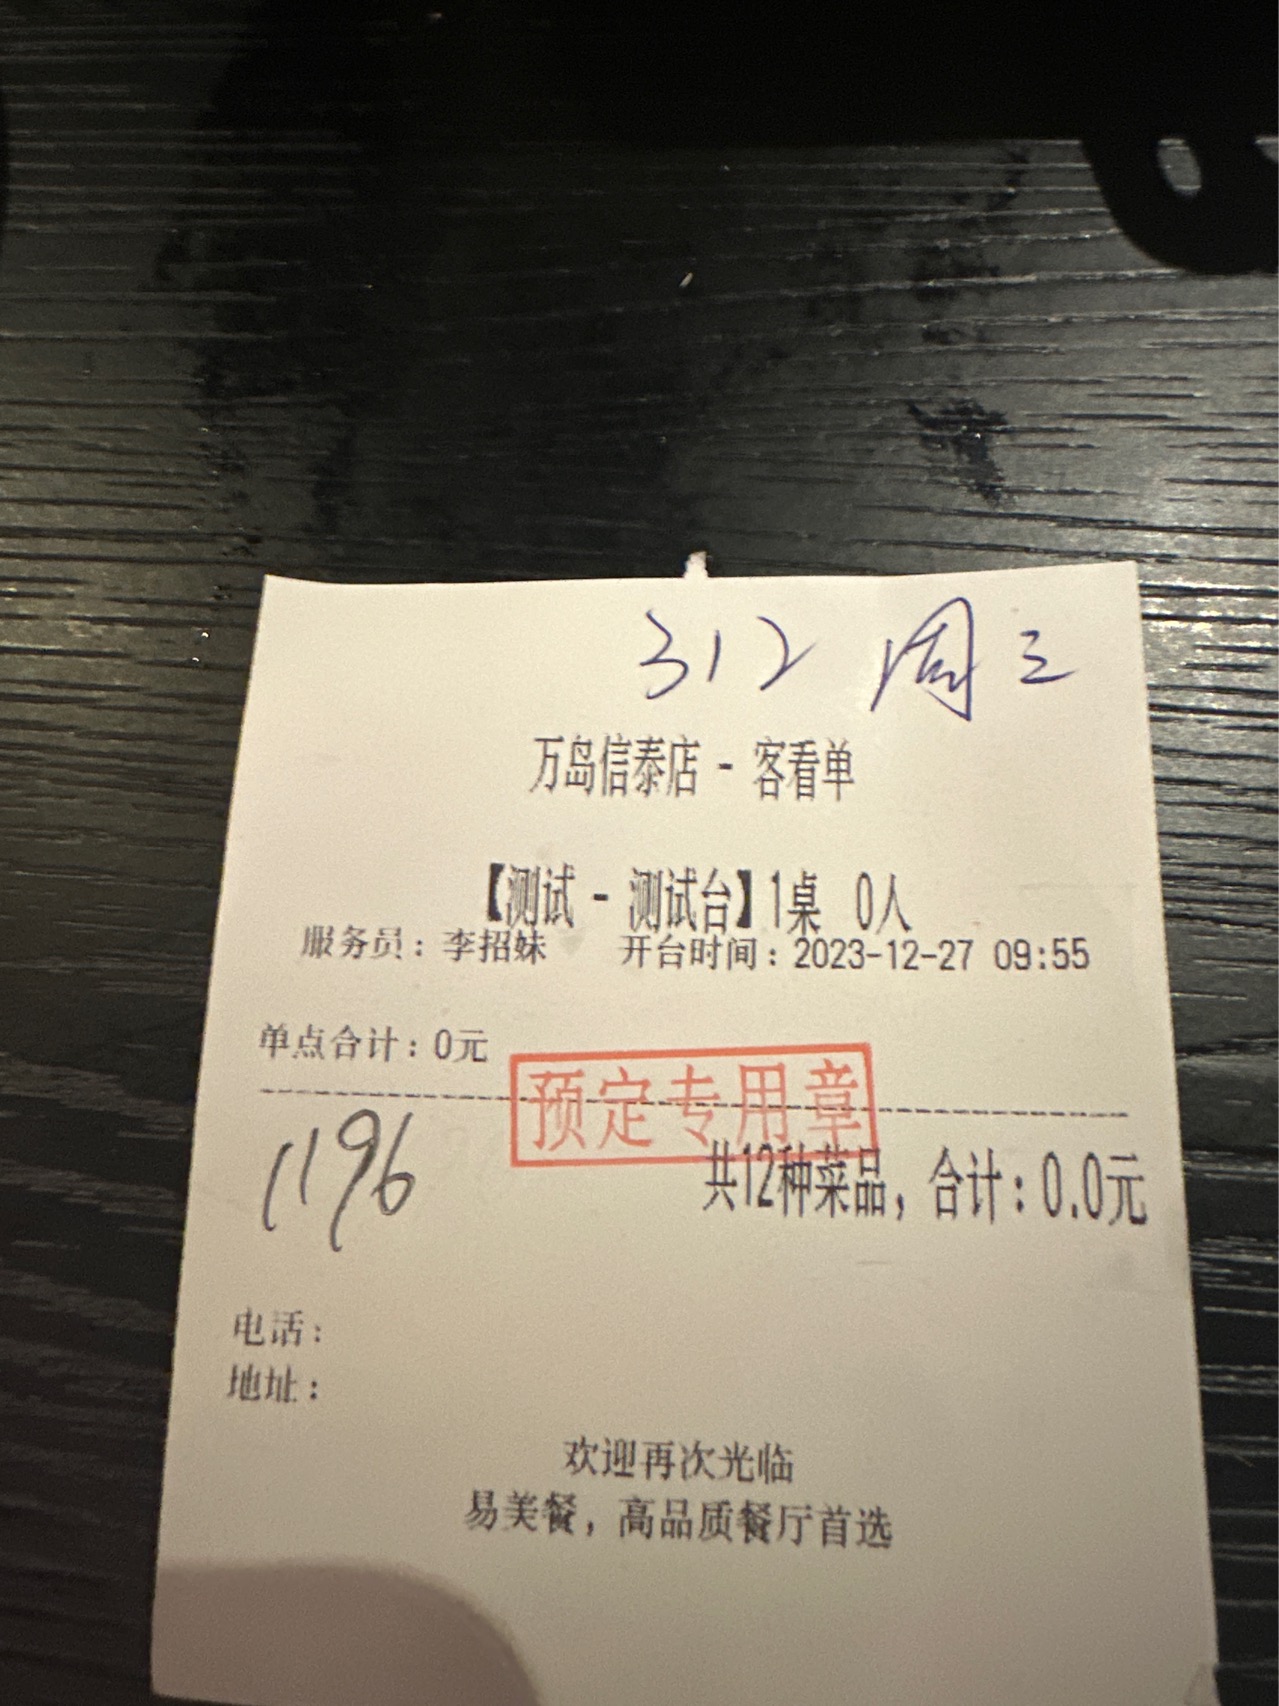 312 周三
万岛信泰店 - 客看单
【测试 - 测试台】1桌 0人
服务员：李招妹 开台时间：2023-12-27 09:55
单点合计：0元
预定专用章
1196
共12种菜品，合计：0.0元
电话：
地址：
欢迎再次光临
易美餐，高品质餐厅首选